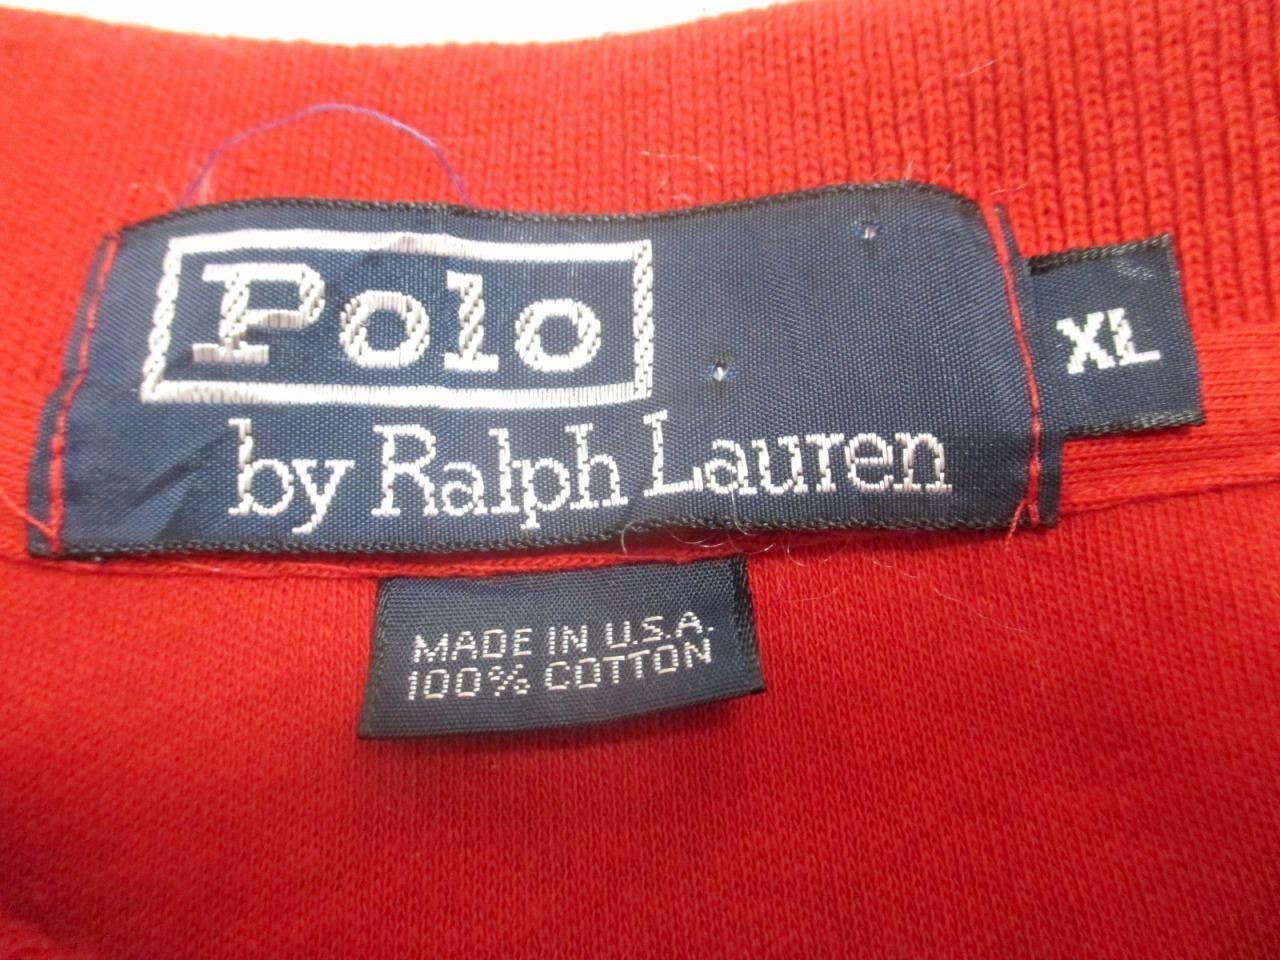 Polo
by Ralph Lauren
XL
MADE IN U.S.A.
100% COTTON